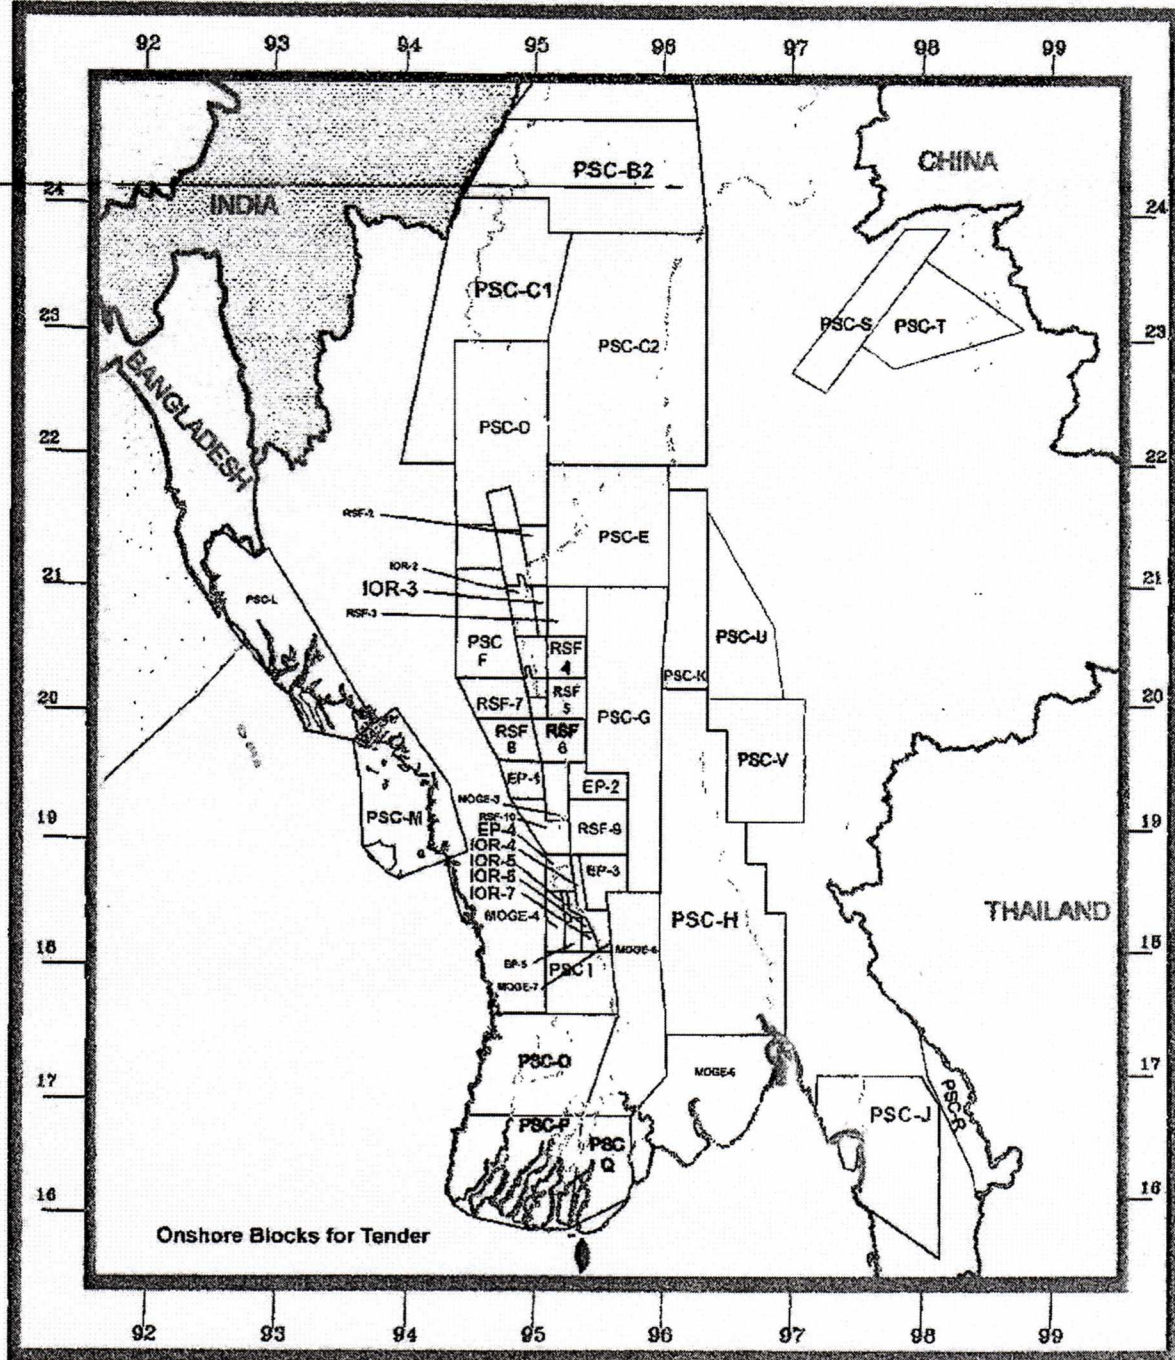 92 93 94 95 96 97 98 99
CHINA
PSC-B2
24 24
INDIA
PSC-C1
PSC-S PSC-T
23 23
PSC-C2
BANGLADESH
PSC-D
22 22
RSF-2
PSC-E
IOR-2
21 21
IOR-3
PSC-L
RSF-3
PSC
F
RSF
4
PSC-U
PSC-K
RSF-7
RSF
5
20 20
PSC-G
RSF
8
RSF
6
PSC-V
EP-1
EP-2
MOGE-3
PSC-M
RSF-10
RSF-9
19 19
EP-4
IOR-4
IOR-5
IOR-6
IOR-7
EP-3
MOGE-4
PSC-H
THAILAND
18 18
EP-5
PSC I
MOGE-7
PSC-O
17 17
PSC-R
PSC-J
PSC-P
PSC
Q
16 16
Onshore Blocks for Tender
92 93 94 95 96 97 98 99